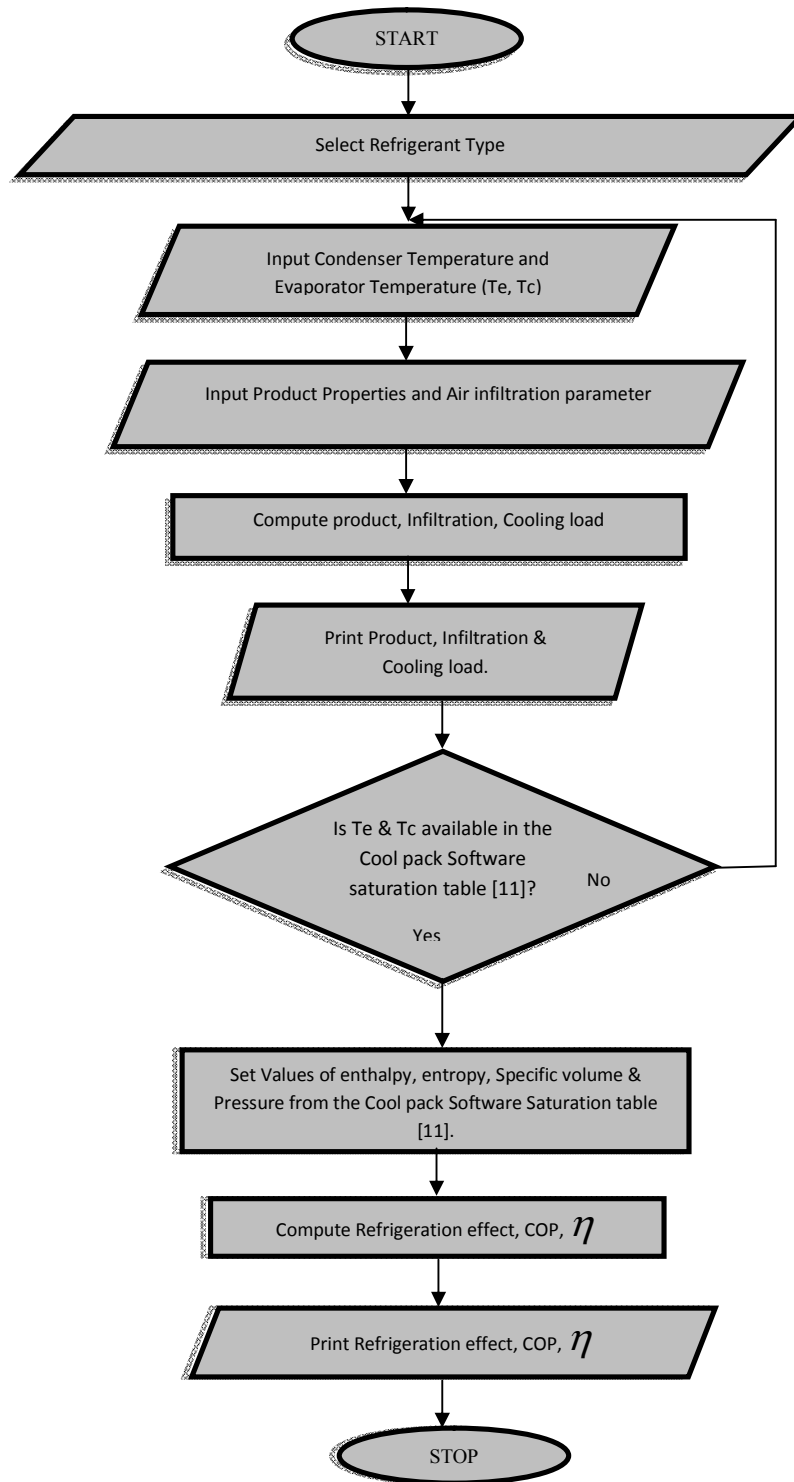 START
Select Refrigerant Type
Input Condenser Temperature and
Evaporator Temperature (Te, Tc)
Input Product Properties and Air infiltration parameter
Compute product, Infiltration, Cooling load
Print Product, Infiltration &
Cooling load.
Is Te & Tc available in the
Cool pack Software
saturation table [11]?
No
Yes
Set Values of enthalpy, entropy, Specific volume &
Pressure from the Cool pack Software Saturation table
[11].
Compute Refrigeration effect, COP, η
Print Refrigeration effect, COP, η
STOP